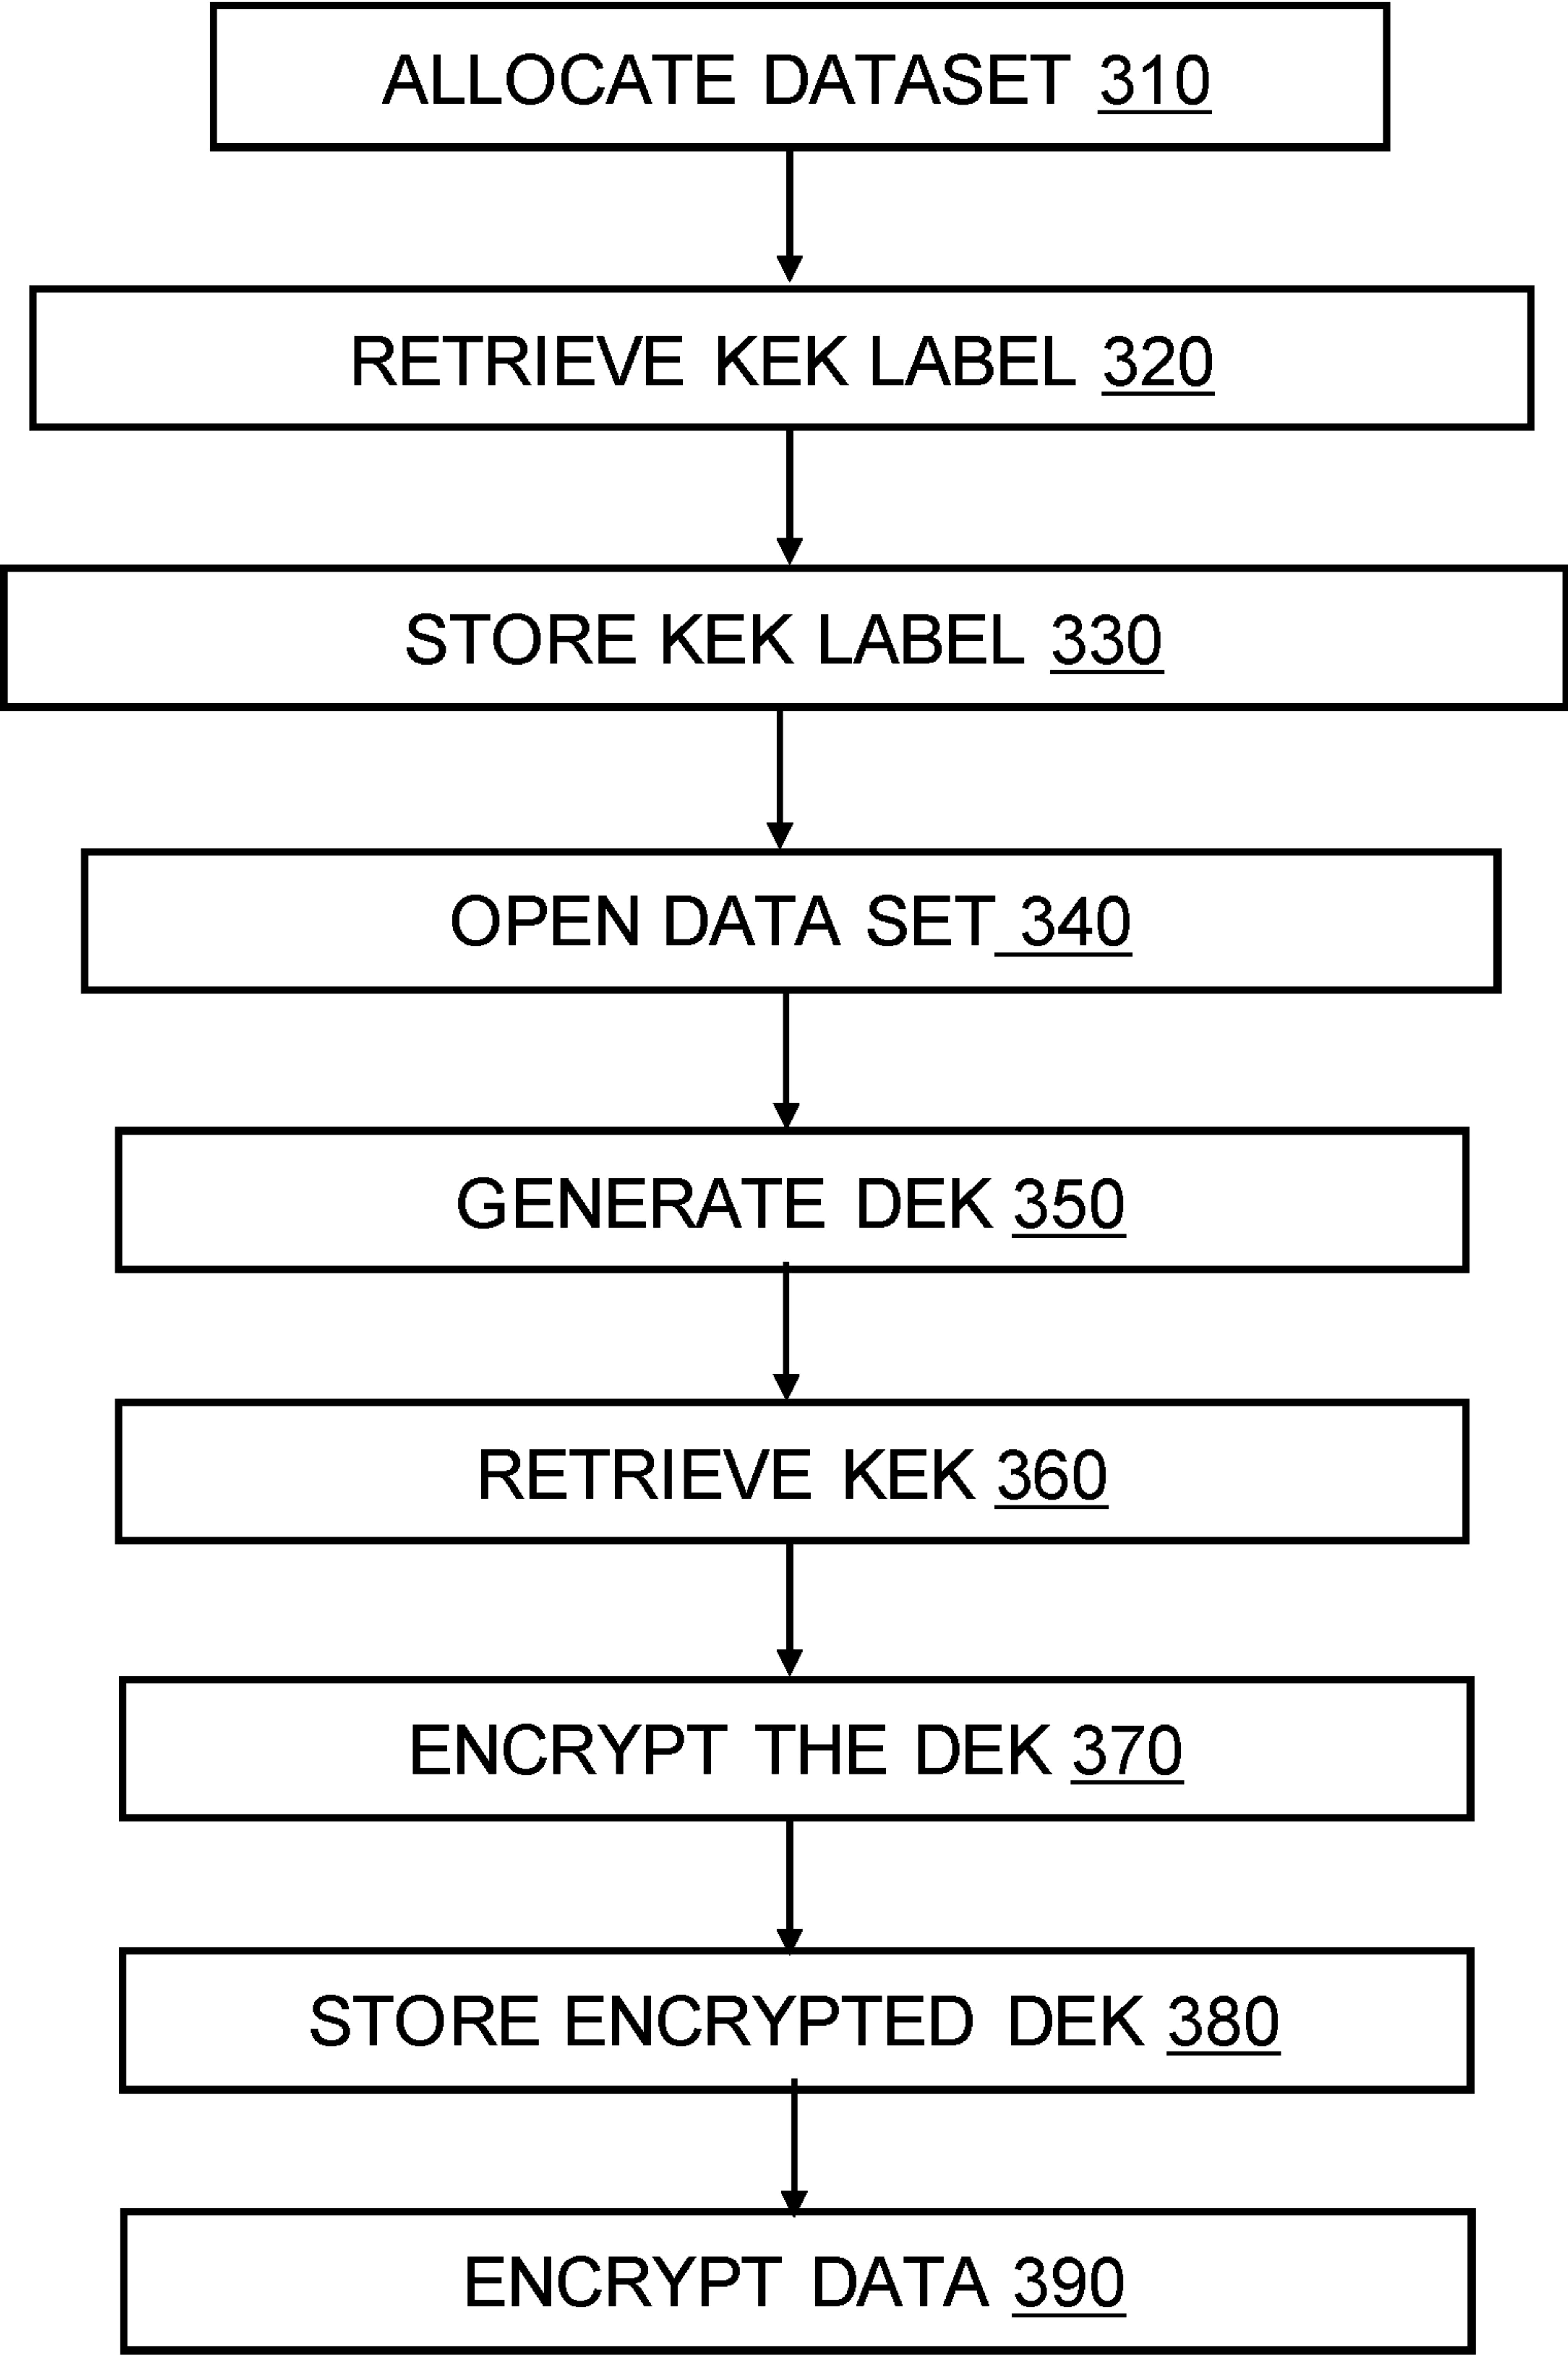 ALLOCATE DATASET 310
RETRIEVE KEK LABEL 320
STORE KEK LABEL 330
OPEN DATA SET 340
GENERATE DEK 350
RETRIEVE KEK 360
ENCRYPT THE DEK 370
STORE ENCRYPTED DEK 380
ENCRYPT DATA 390